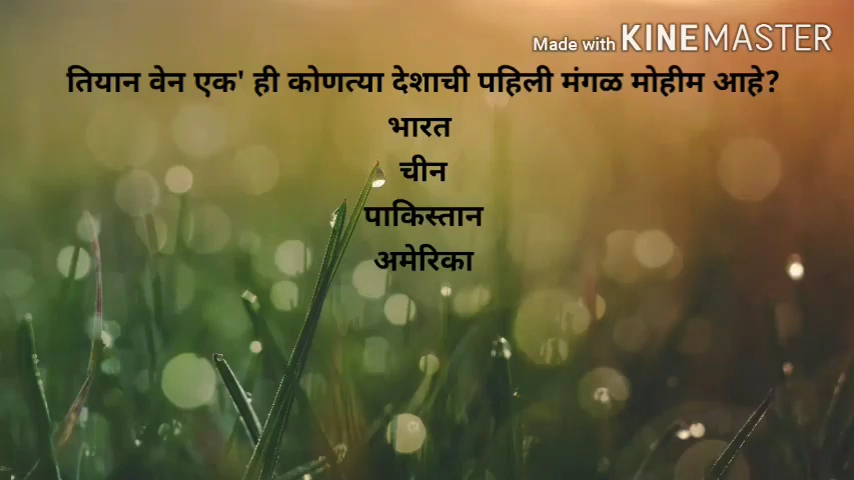 Made with KINEMASTER
तियान वेन एक' ही कोणत्या देशाची पहिली मंगळ मोहीम आहे?
भारत
चीन
पाकिस्तान
अमेरिका